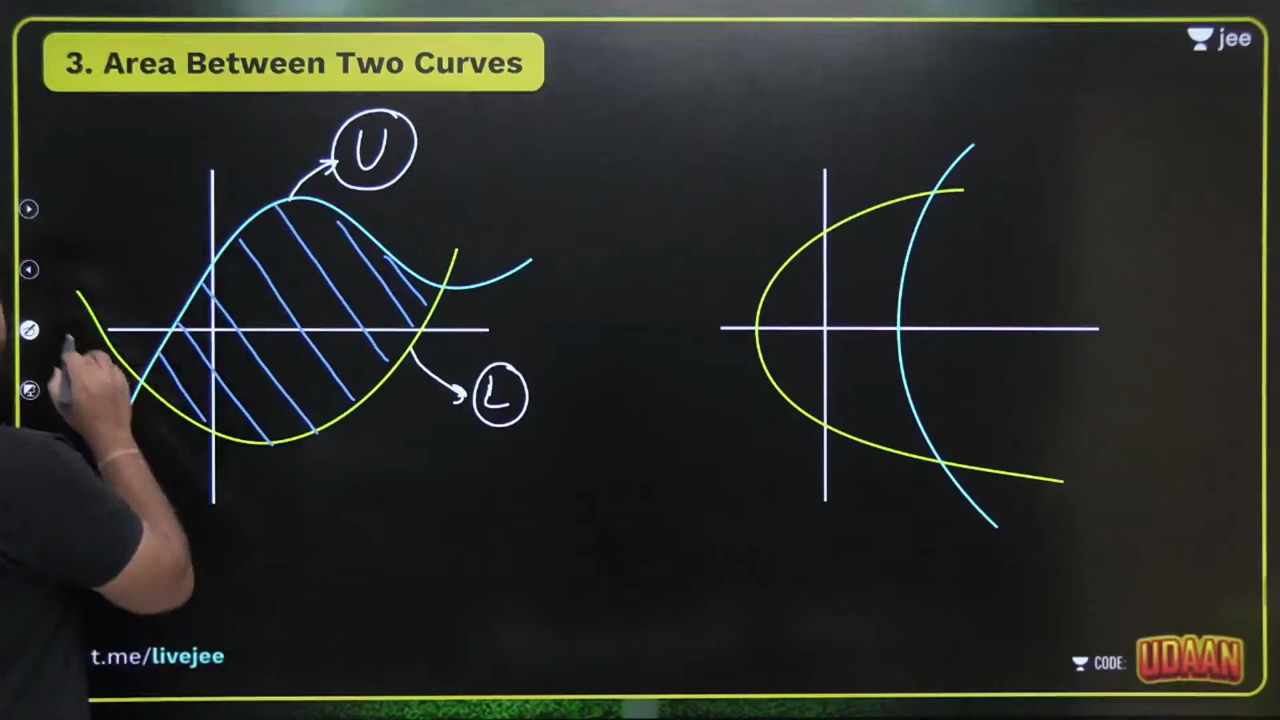 3. Area Between Two Curves
jee
U
L
t.me/livejee
CODE:
UDAAN